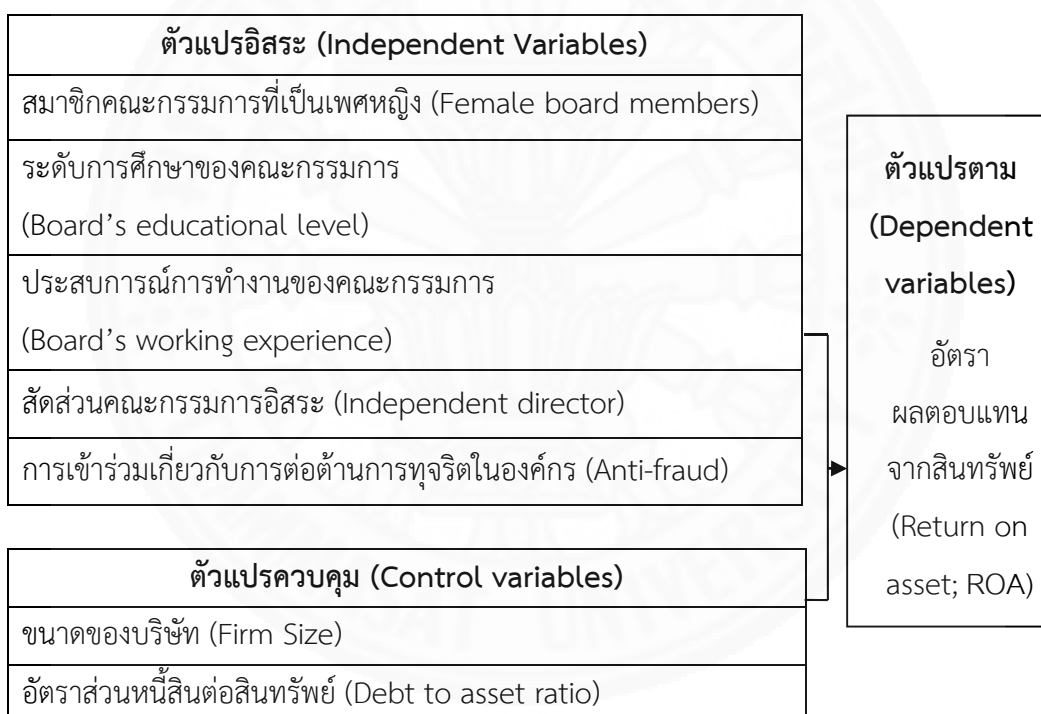 ตัวแปรอิสระ (Independent Variables)
สมาชิกคณะกรรมการที่เป็นเพศหญิง (Female board members)
ระดับการศึกษาของคณะกรรมการ
(Board’s educational level)
ประสบการณ์การทำงานของคณะกรรมการ
(Board’s working experience)
สัดส่วนคณะกรรมการอิสระ (Independent director)
การเข้าร่วมเกี่ยวกับการต่อต้านการทุจริตในองค์กร (Anti-fraud)
ตัวแปรควบคุม (Control variables)
ขนาดของบริษัท (Firm Size)
อัตราส่วนหนี้สินต่อสินทรัพย์ (Debt to asset ratio)
ตัวแปรตาม
(Dependent
variables)
อัตรา
ผลตอบแทน
จากสินทรัพย์
(Return on
asset; ROA)